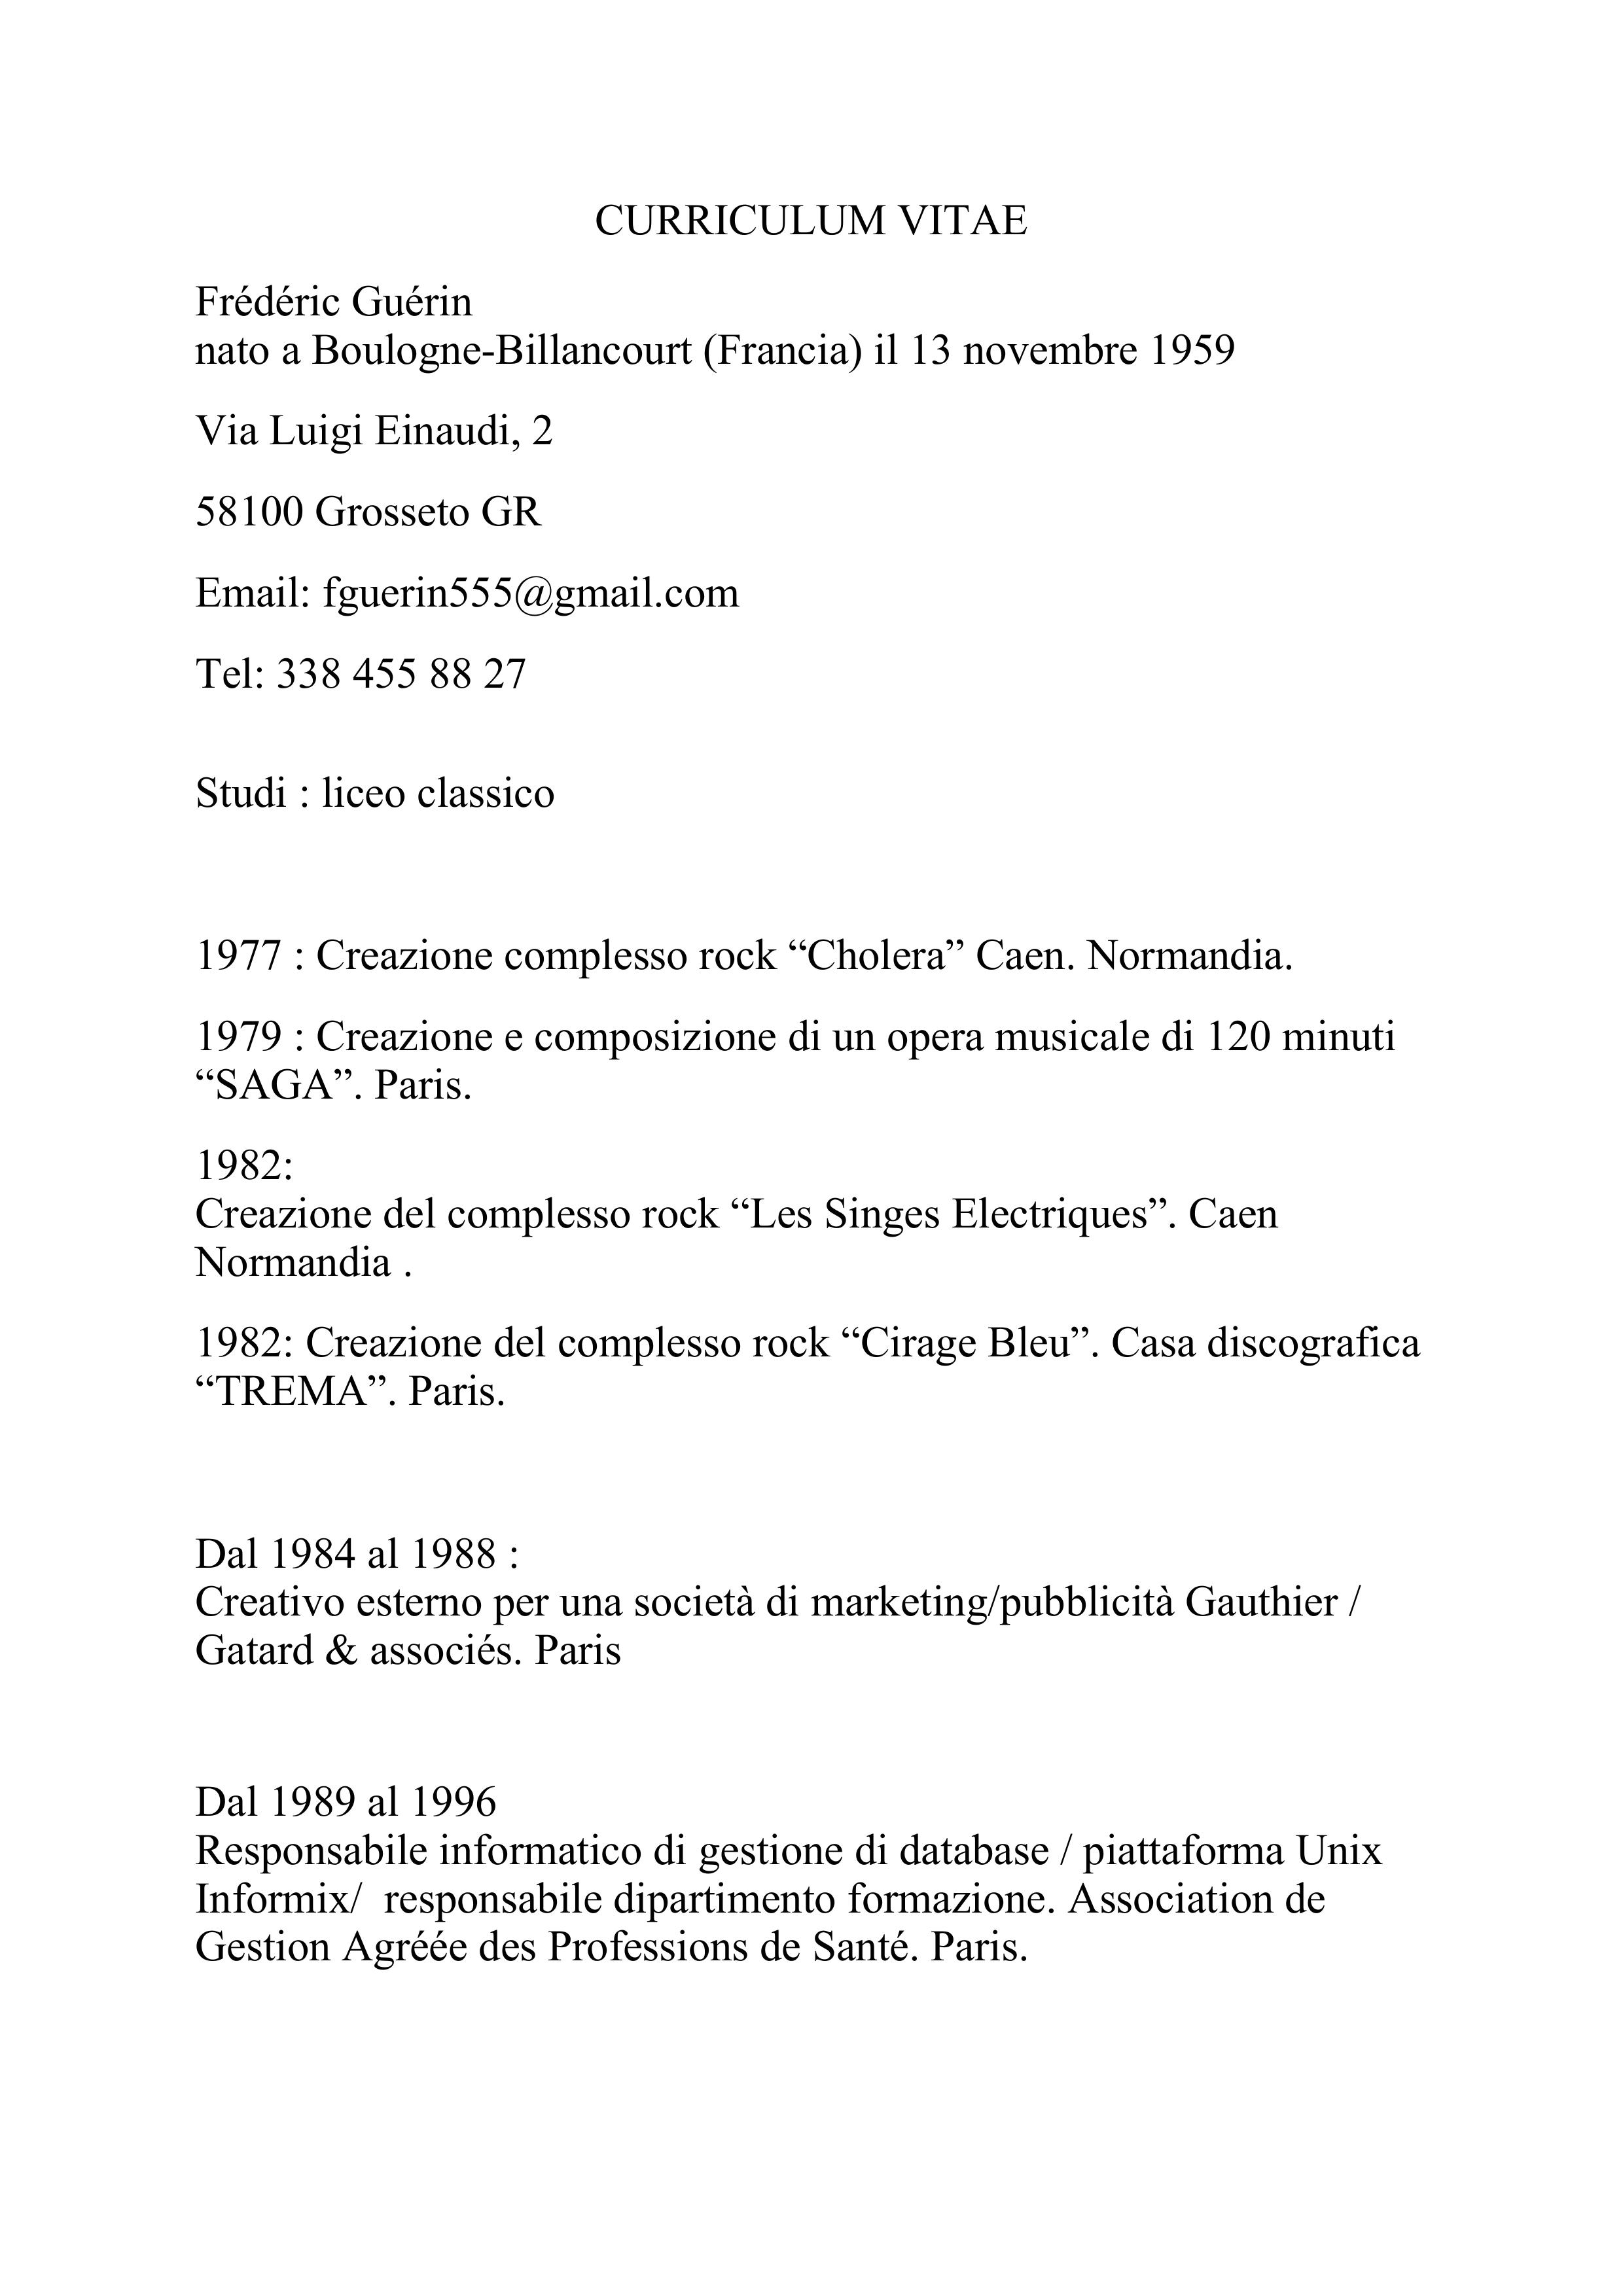 CURRICULUM VITAE
Frédéric Guérin
nato a Boulogne-Billancourt (Francia) il 13 novembre 1959
Via Luigi Einaudi, 2
58100 Grosseto GR
Email: fguerin555@gmail.com
Tel: 338 455 88 27
Studi : liceo classico
1977 : Creazione complesso rock “Cholera” Caen. Normandia.
1979 : Creazione e composizione di un opera musicale di 120 minuti
“SAGA”. Paris.
1982:
Creazione del complesso rock “Les Singes Electriques”. Caen
Normandia .
1982: Creazione del complesso rock “Cirage Bleu”. Casa discografica
“TREMA”. Paris.
Dal 1984 al 1988 :
Creativo esterno per una società di marketing/pubblicità Gauthier /
Gatard & associés. Paris
Dal 1989 al 1996
Responsabile informatico di gestione di database / piattaforma Unix
Informix/  responsabile dipartimento formazione. Association de
Gestion Agréée des Professions de Santé. Paris.